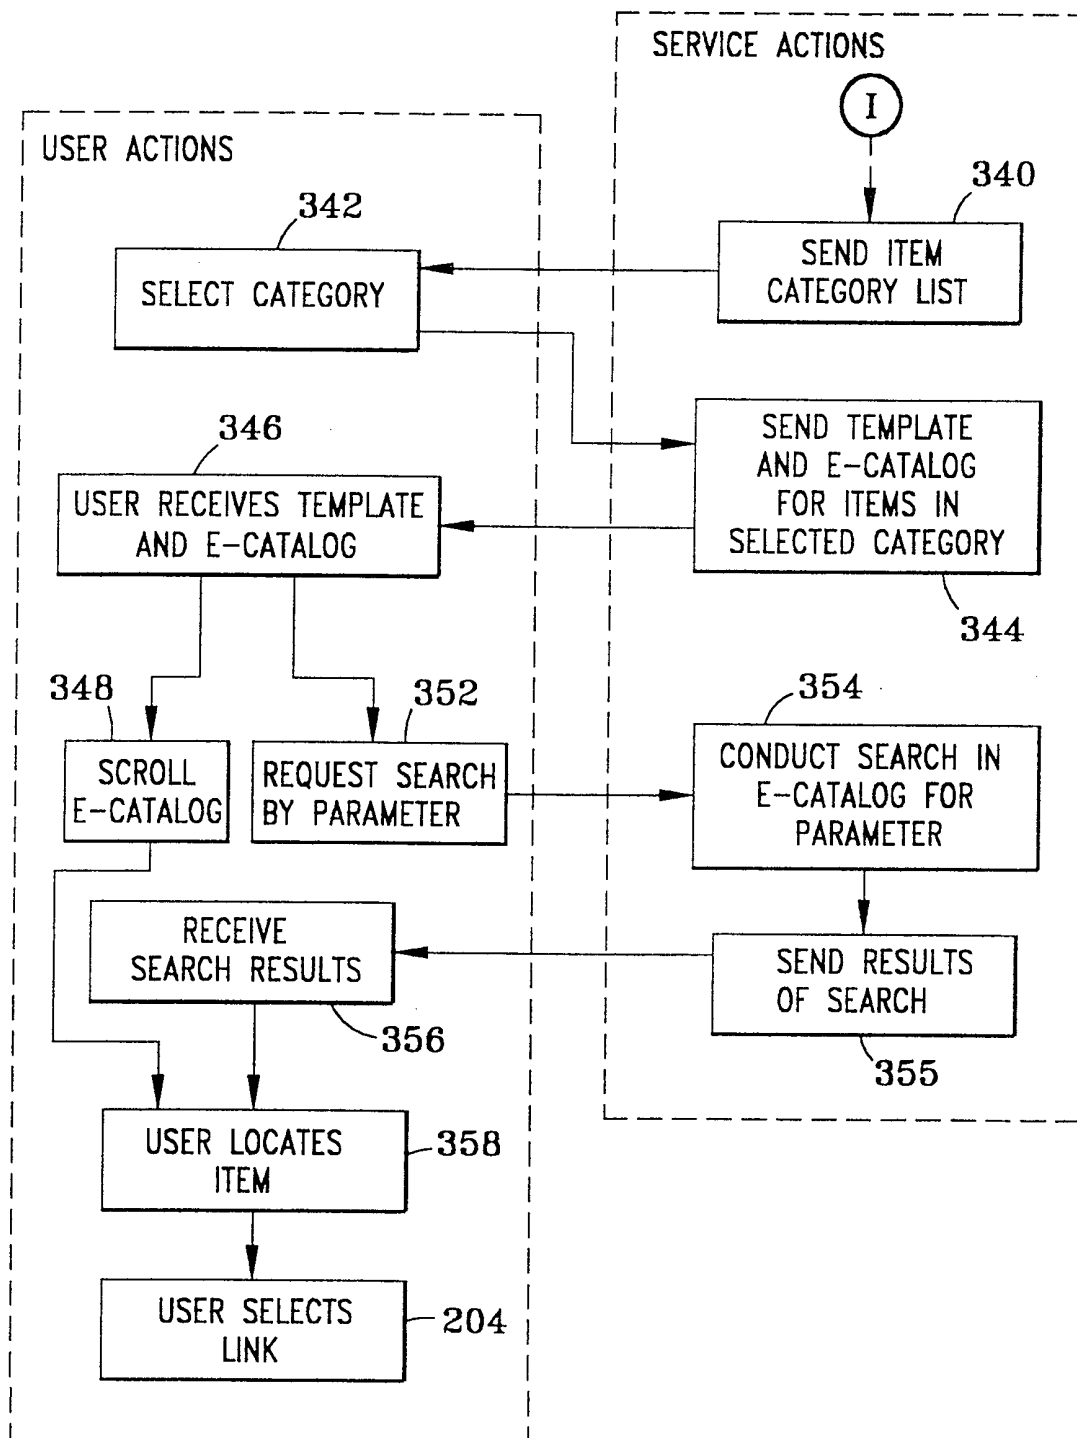 SERVICE ACTIONS
I
USER ACTIONS
342
340
SELECT CATEGORY
SEND ITEM
CATEGORY LIST
346
USER RECEIVES TEMPLATE
AND E-CATALOG
SEND TEMPLATE
AND E-CATALOG
FOR ITEMS IN
SELECTED CATEGORY
344
348
SCROLL
E-CATALOG
352
REQUEST SEARCH
BY PARAMETER
354
CONDUCT SEARCH IN
E-CATALOG FOR
PARAMETER
RECEIVE
SEARCH RESULTS
356
SEND RESULTS
OF SEARCH
355
USER LOCATES
ITEM
358
USER SELECTS
LINK
204